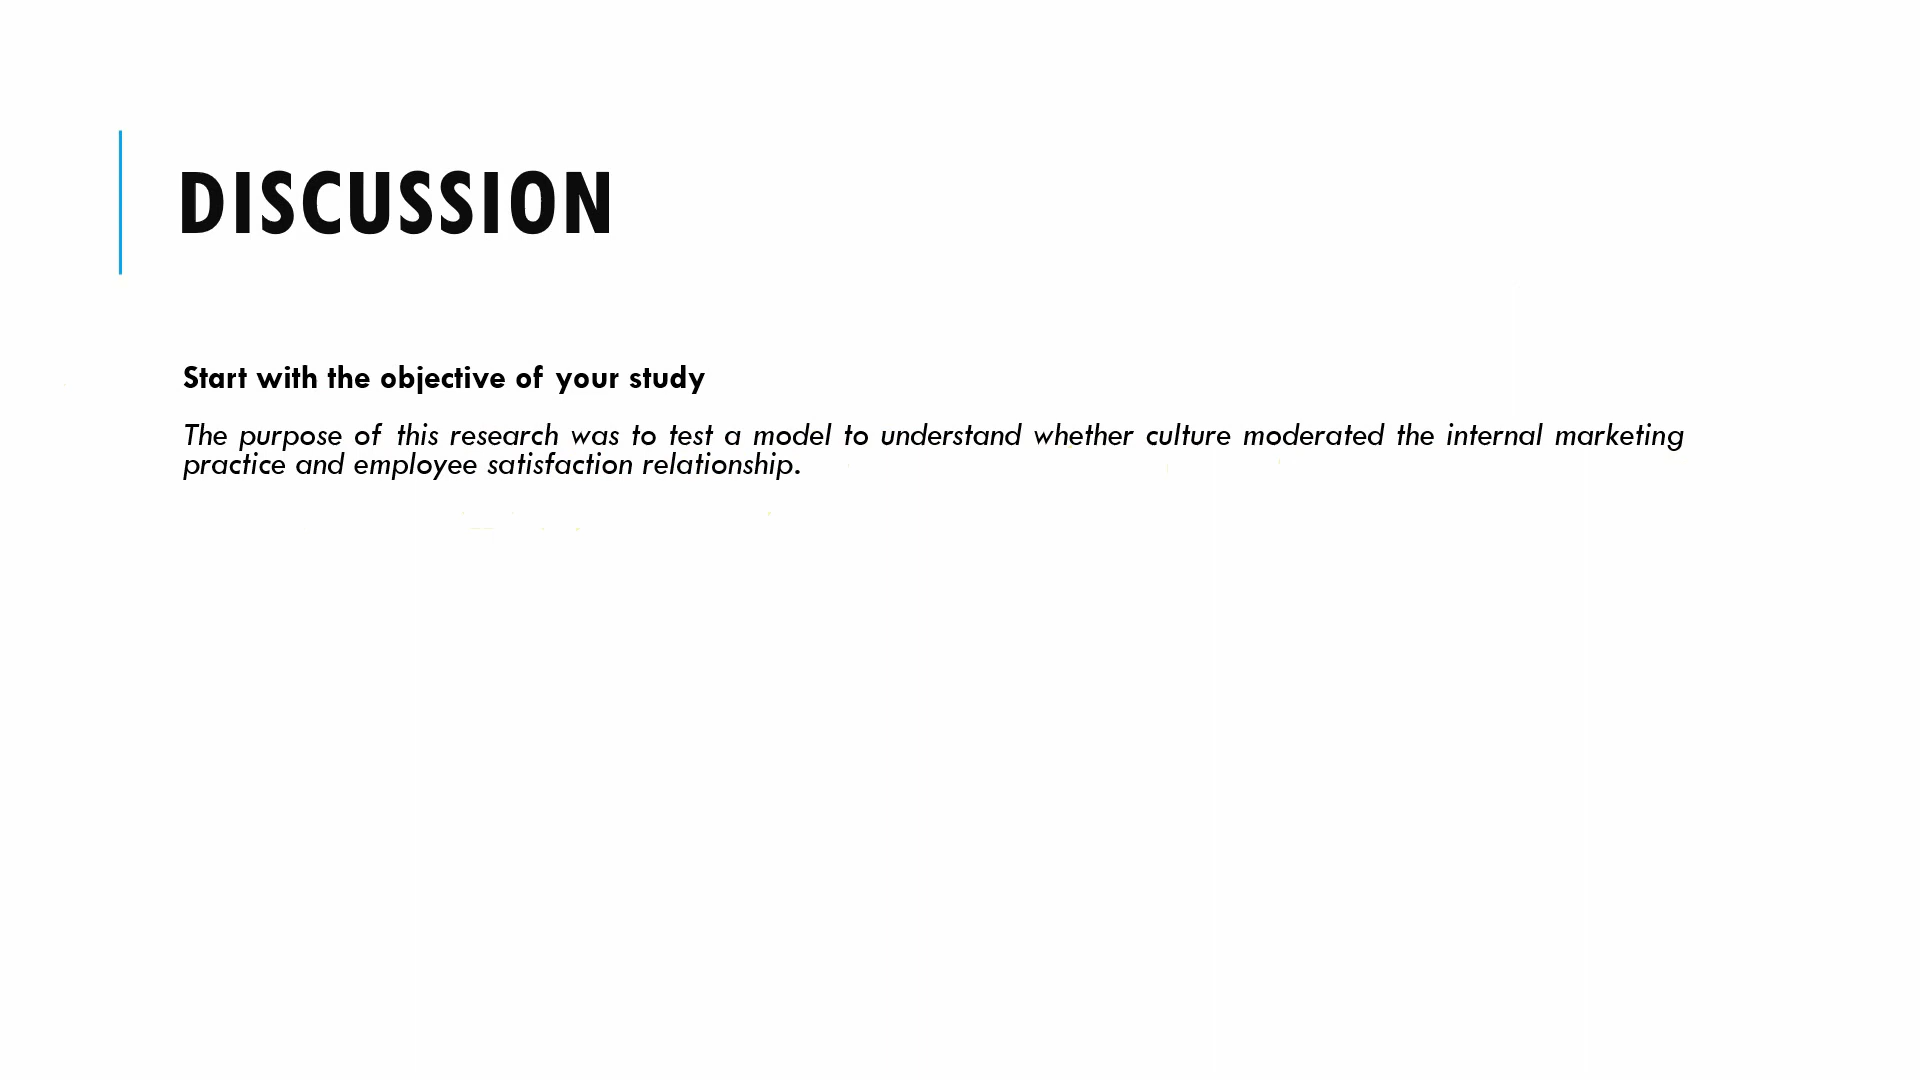 DISCUSSION
Start with the objective of your study
The purpose of this research was to test a model to understand whether culture moderated the internal marketing
practice and employee satisfaction relationship.